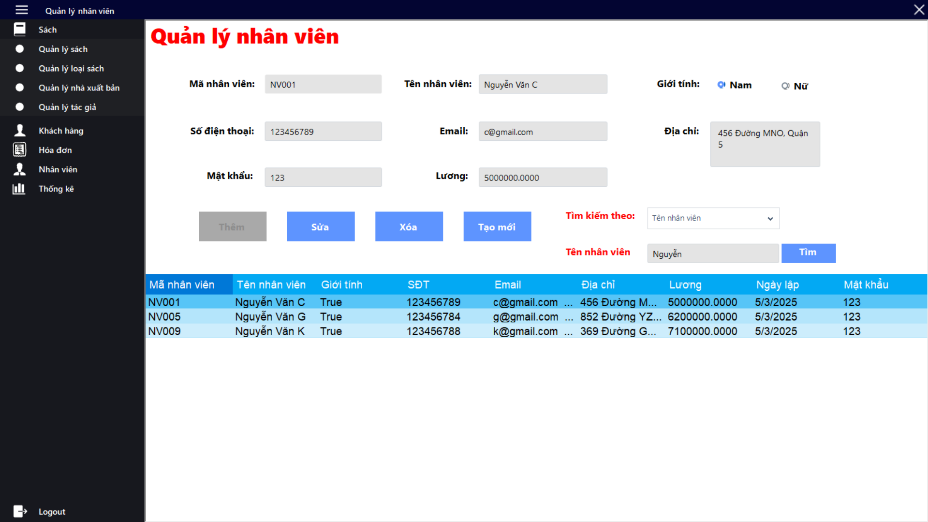 Quản lý nhân viên
Sách
Quản lý sách
Quản lý loại sách
Quản lý nhà xuất bản
Quản lý tác giả
Khách hàng
Hóa đơn
Nhân viên
Thống kê
Logout
Quản lý nhân viên
Mã nhân viên: NV001 Tên nhân viên: Nguyễn Văn C Giới tính: Nam Nữ
Số điện thoại: 123456789 Email: c@gmail.com Địa chỉ: 456 Đường MNO, Quận
5
Mật khẩu: 123 Lương: 5000000.0000
Thêm Sửa Xóa Tạo mới
Tìm kiếm theo: Tên nhân viên
Tên nhân viên Nguyễn Tìm
Mã nhân viên Tên nhân viên Giới tính SĐT Email Địa chỉ Lương Ngày lập Mật khẩu
NV001 Nguyễn Văn C True 123456789 c@gmail.com ... 456 Đường M... 5000000.0000 5/3/2025 123
NV005 Nguyễn Văn G True 123456784 g@gmail.com ... 852 Đường YZ... 6200000.0000 5/3/2025 123
NV009 Nguyễn Văn K True 123456788 k@gmail.com ... 369 Đường G... 7100000.0000 5/3/2025 123